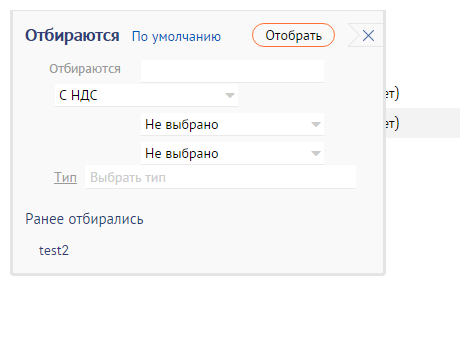 Отбираются По умолчанию Отобрать
Отбираются
С НДС
ет)
Не выбрано
ет)
Не выбрано
Тип Выбрать тип
Ранее отбирались
test2